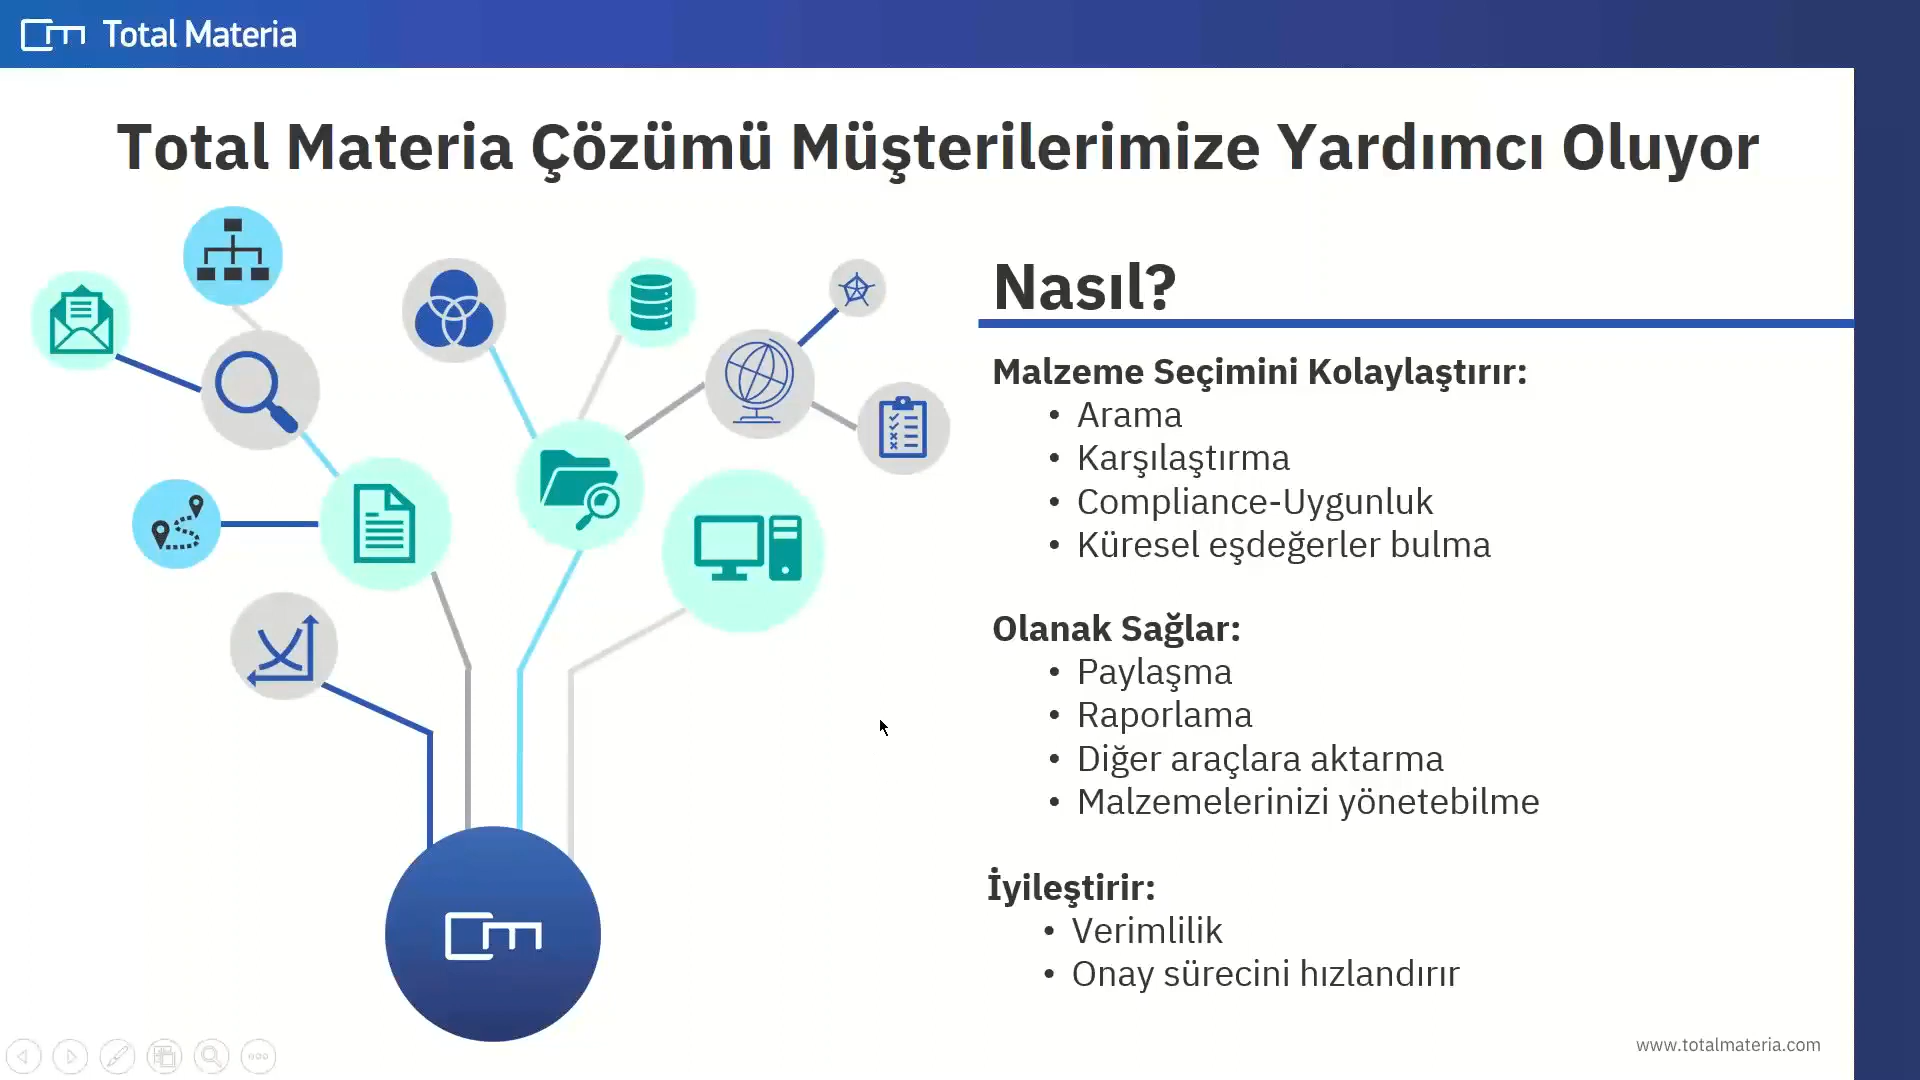 Total Materia
Total Materia Çözümü Müşterilerimize Yardımcı Oluyor
Nasıl?
Malzeme Seçimini Kolaylaştırır:
• Arama
• Karşılaştırma
• Compliance-Uygunluk
• Küresel eşdeğerler bulma
Olanak Sağlar:
• Paylaşma
• Raporlama
• Diğer araçlara aktarma
• Malzemelerinizi yönetebilme
İyileştirir:
• Verimlilik
• Onay sürecini hızlandırır
www.totalmateria.com